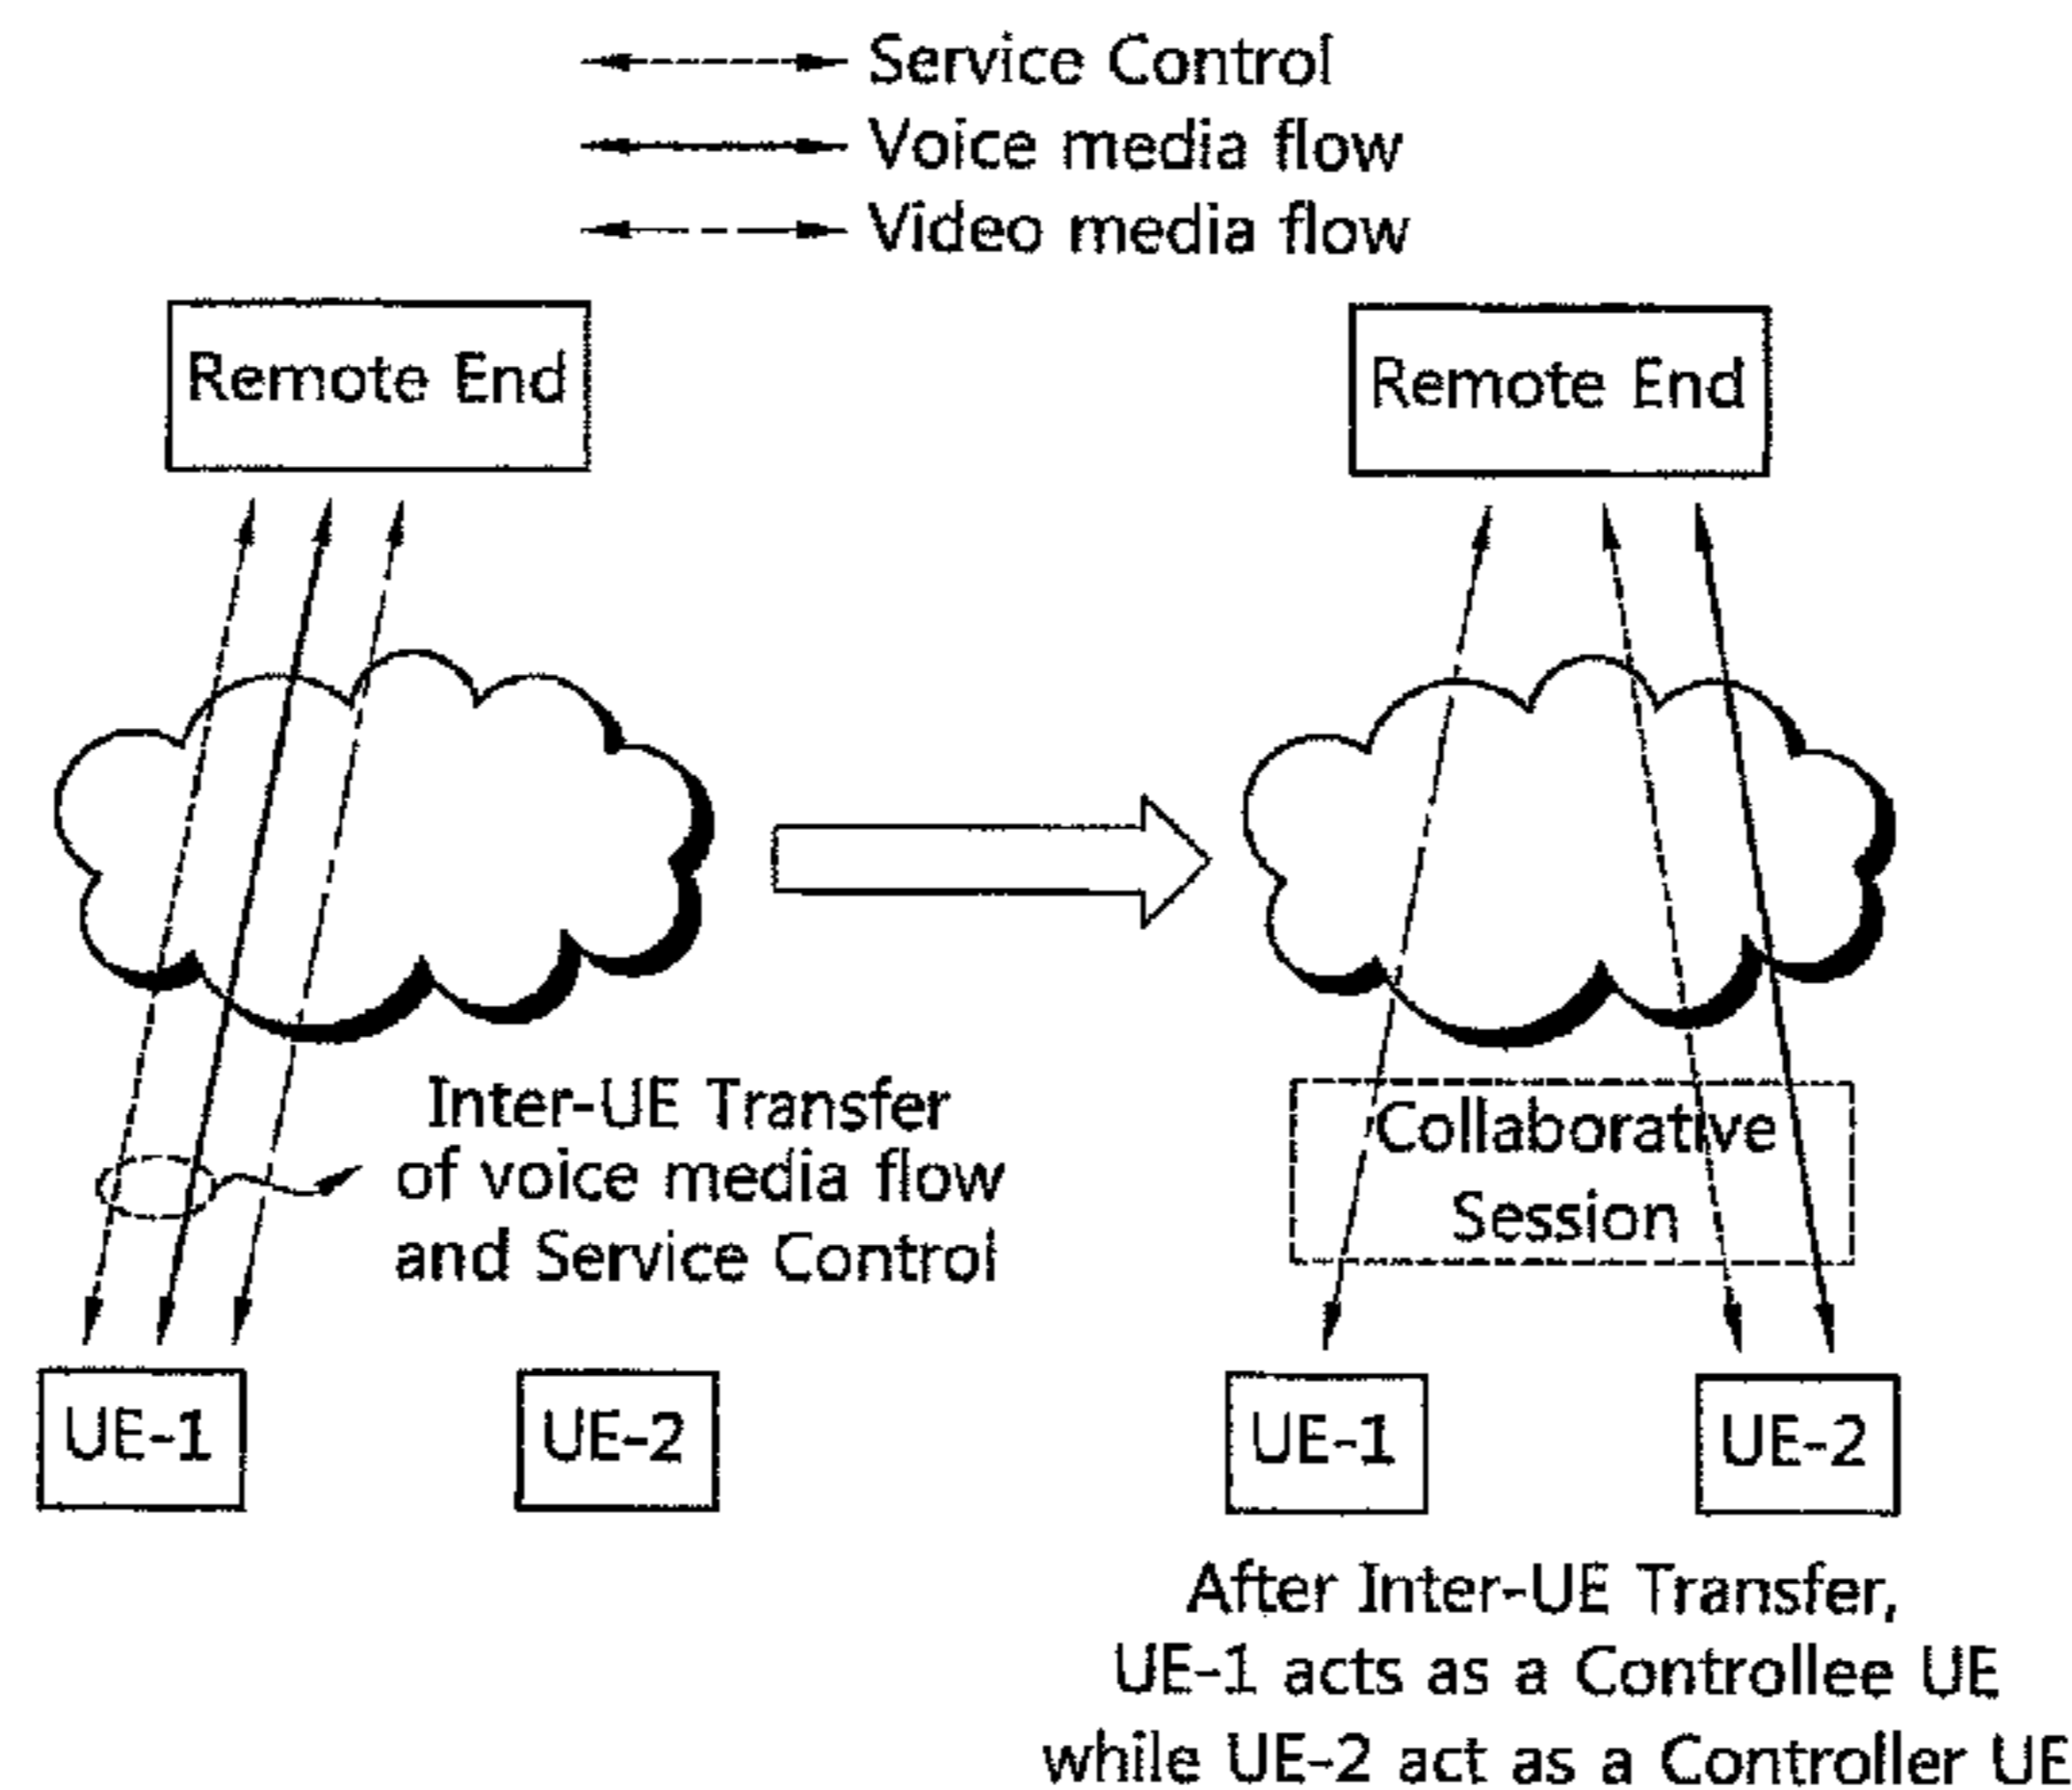 Service Control
Voice media flow
Video media flow
Remote End
Remote End
Inter-UE Transfer
of voice media flow
and Service Control
Collaborative
Session
UE-1
UE-2
UE-1
UE-2
After Inter-UE Transfer,
UE-1 acts as a Controllee UE
while UE-2 act as a Controller UE